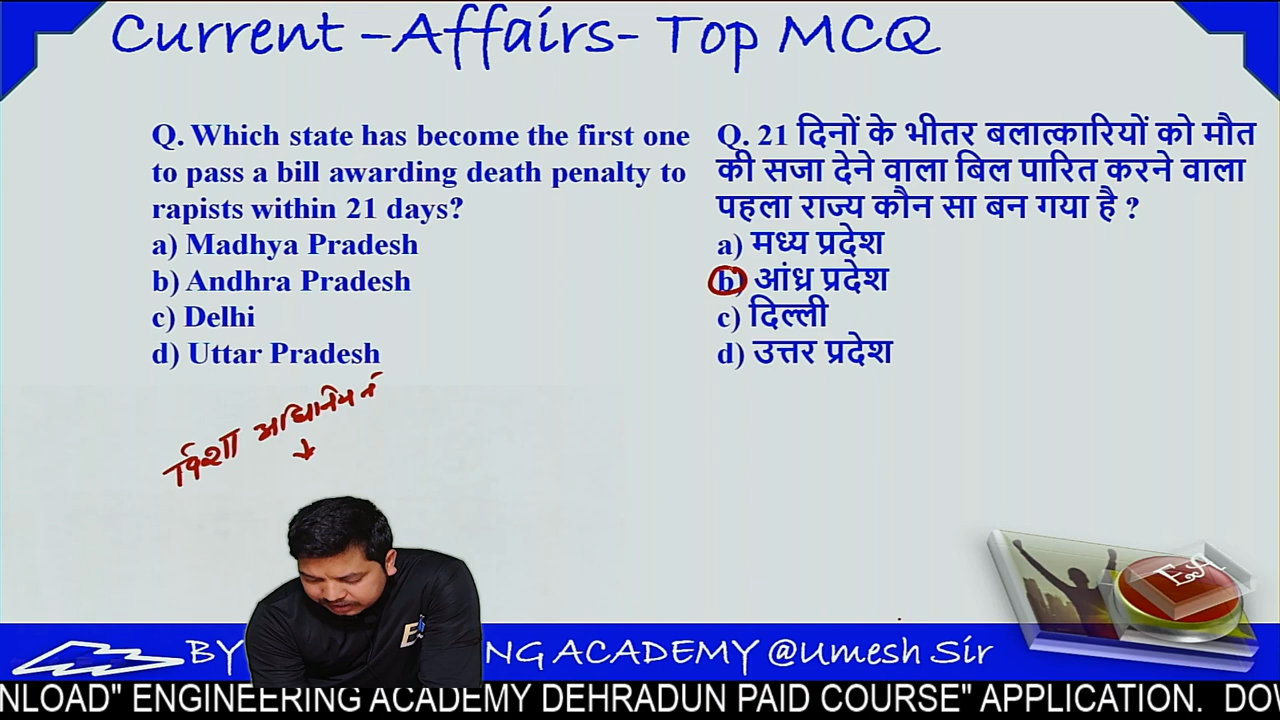 Current -Affairs- Top MCQ
Q. Which state has become the first one
to pass a bill awarding death penalty to
rapists within 21 days?
a) Madhya Pradesh
b) Andhra Pradesh
c) Delhi
d) Uttar Pradesh
Q. 21 दिनों के भीतर बलात्कारियों को मौत
की सजा देने वाला बिल पारित करने वाला
पहला राज्य कौन सा बन गया है ?
a) मध्य प्रदेश
b) आंध्र प्रदेश
c) दिल्ली
d) उत्तर प्रदेश
अधिनियम
EA
BY NG ACADEMY @Umesh Sir
NLOAD" ENGINEERING ACADEMY DEHRADUN PAID COURSE" APPLICATION. DOW